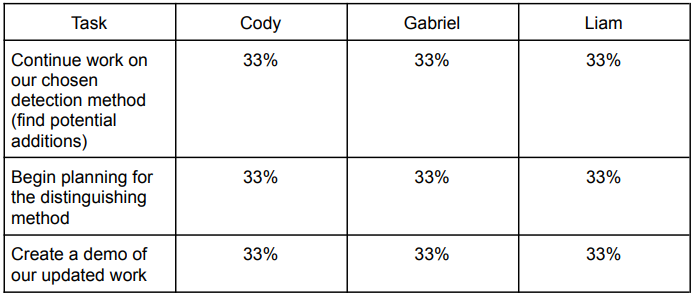 Task Cody Gabriel Liam
Continue work on 33% 33% 33%
our chosen
detection method
(find potential
additions)
Begin planning for 33% 33% 33%
the distinguishing
method
Create a demo of 33% 33% 33%
our updated work